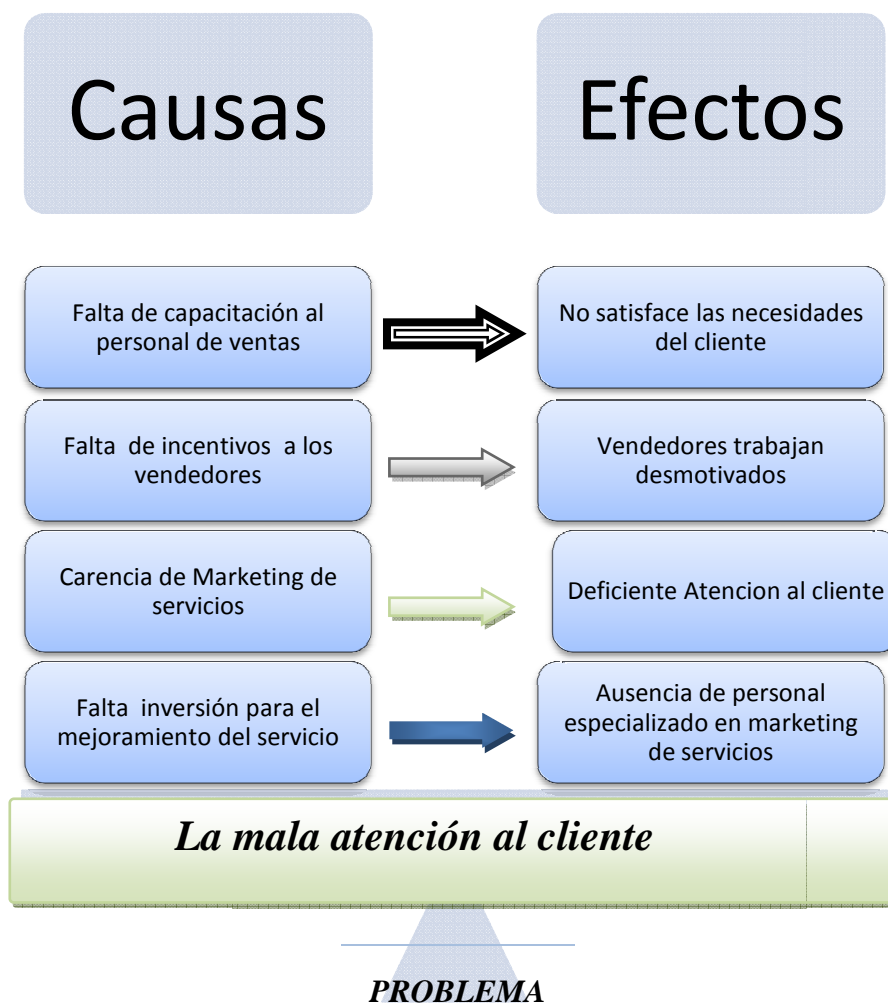 Causas
Efectos
Falta de capacitación al
personal de ventas
No satisface las necesidades
del cliente
Falta de incentivos a los
vendedores
Vendedores trabajan
desmotivados
Carencia de Marketing de
servicios
Deficiente Atencion al cliente
Falta inversión para el
mejoramiento del servicio
Ausencia de personal
especializado en marketing
de servicios
La mala atención al cliente
PROBLEMA